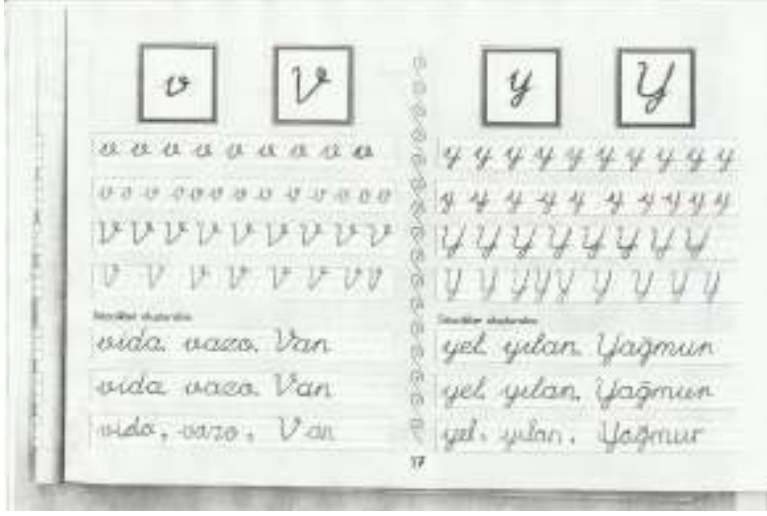 v V
v v v v v v v v v
v v v v v v v v v v v v v
V V V V V V V V V
V V V V V V V V
vida, vazo, Van
vida, vazo, Van
vida, vazo, Van
y Y
y y y y y y y y y y
y y y y y y y y y y
Y Y Y Y Y Y Y Y
Y Y Y Y Y Y Y Y Y
yel, yılan, Yağmur
yel, yılan, Yağmur
yel, yılan, Yağmur
17